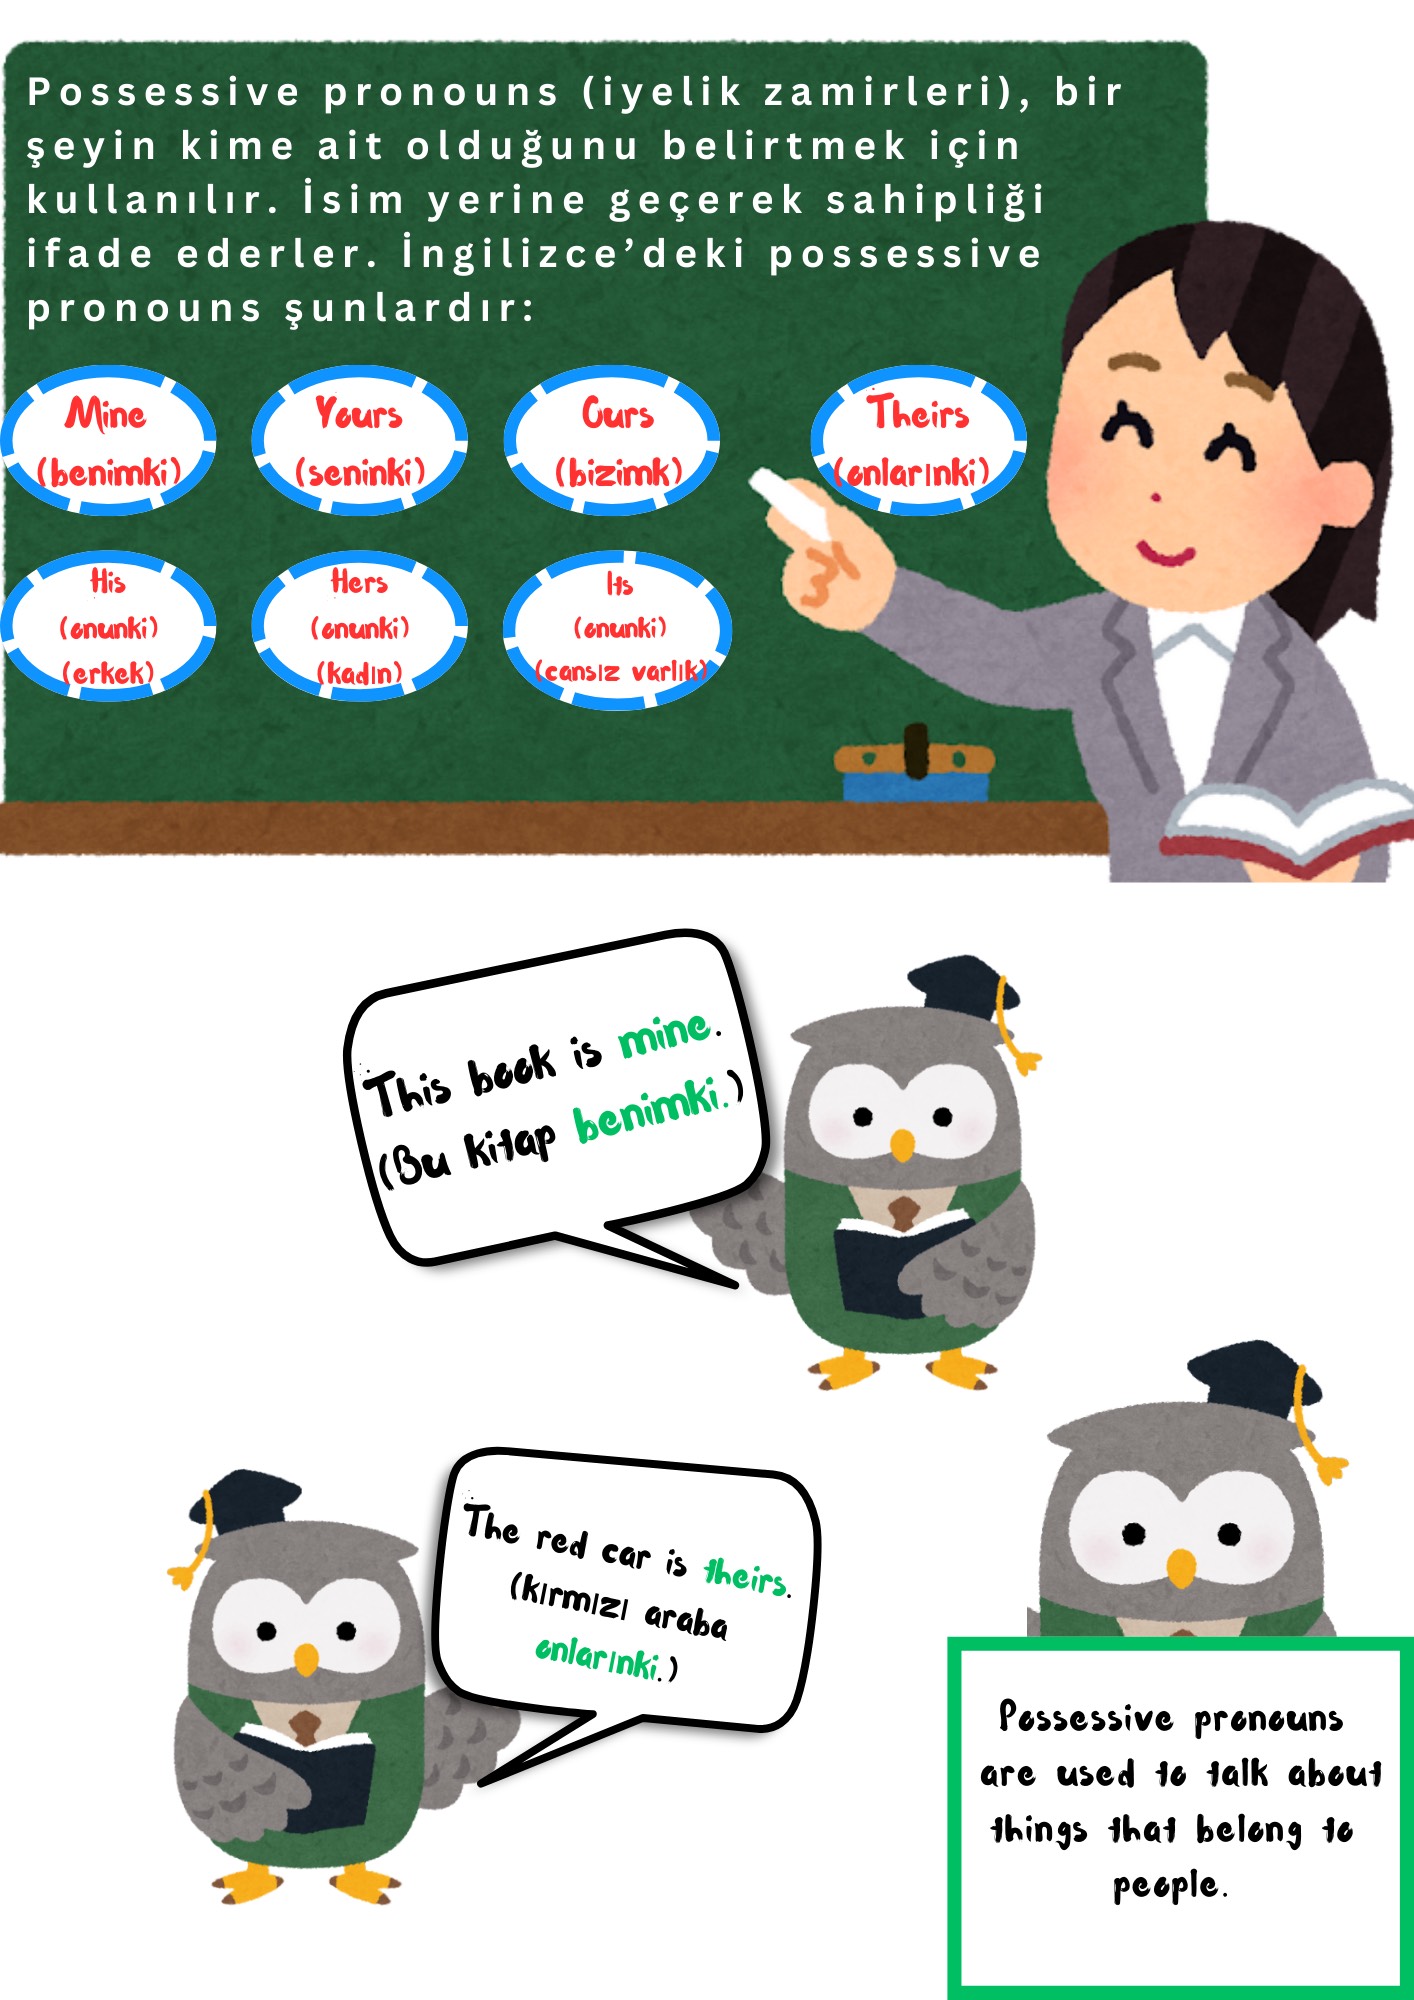 Possessive pronouns (iyelik zamirleri), bir
şeyin kime ait olduğunu belirtmek için
kullanılır. İsim yerine geçerek sahipliği
ifade ederler. İngilizce’deki possessive
pronouns şunlardır:
Mine
(benimki)
Yours
(seninki)
Ours
(bizimk)
Theirs
(onlarınki)
His
(onunki)
(erkek)
Hers
(onunki)
(kadın)
Its
(onunki)
(cansız varlık)
This book is mine.
(Bu kitap benimki.)
The red car is theirs.
(kırmızı araba
onlarınki.)
Possessive pronouns
are used to talk about
things that belong to
people.